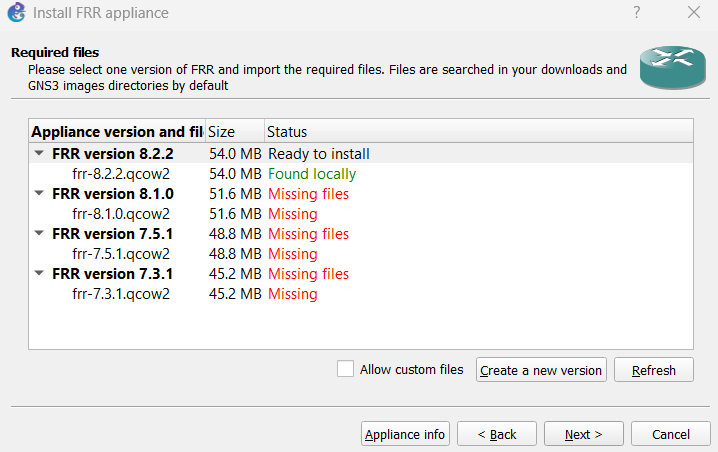 Install FRR appliance
Required files
Please select one version of FRR and import the required files. Files are searched in your downloads and
GNS3 images directories by default
Appliance version and fil Size Status
FRR version 8.2.2 54.0 MB Ready to install
frr-8.2.2.qcow2 54.0 MB Found locally
FRR version 8.1.0 51.6 MB Missing files
frr-8.1.0.qcow2 51.6 MB Missing
FRR version 7.5.1 48.8 MB Missing files
frr-7.5.1.qcow2 48.8 MB Missing
FRR version 7.3.1 45.2 MB Missing files
frr-7.3.1.qcow2 45.2 MB Missing
Allow custom files Create a new version Refresh
Appliance info < Back Next > Cancel